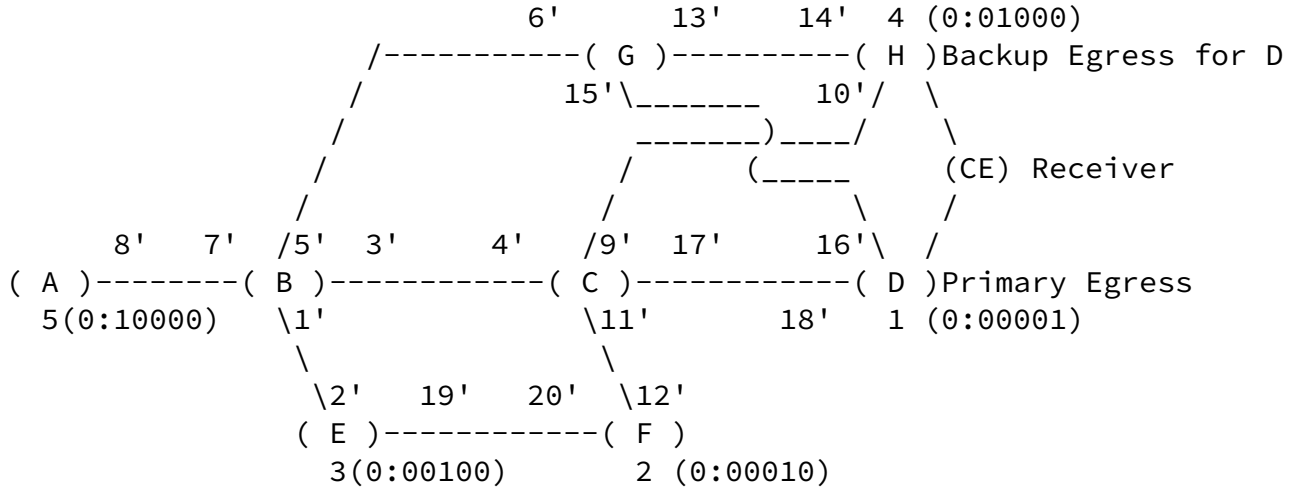 6' 13' 14' 4 (0:01000)
/-----------( G )-----------( H )Backup Egress for D
/ 15'\_______ 10'/ \
/ _______)____/ \
/ / (_____ (CE) Receiver
/ / \ /
8' 7' /5' 3' 4' /9' 17' 16'\ /
( A )--------( B )------------( C )------------( D )Primary Egress
5(0:10000) \1' \11' 18' 1 (0:00001)
\ \
\2' 19' 20' \12'
( E )------------( F )
3(0:00100) 2 (0:00010)